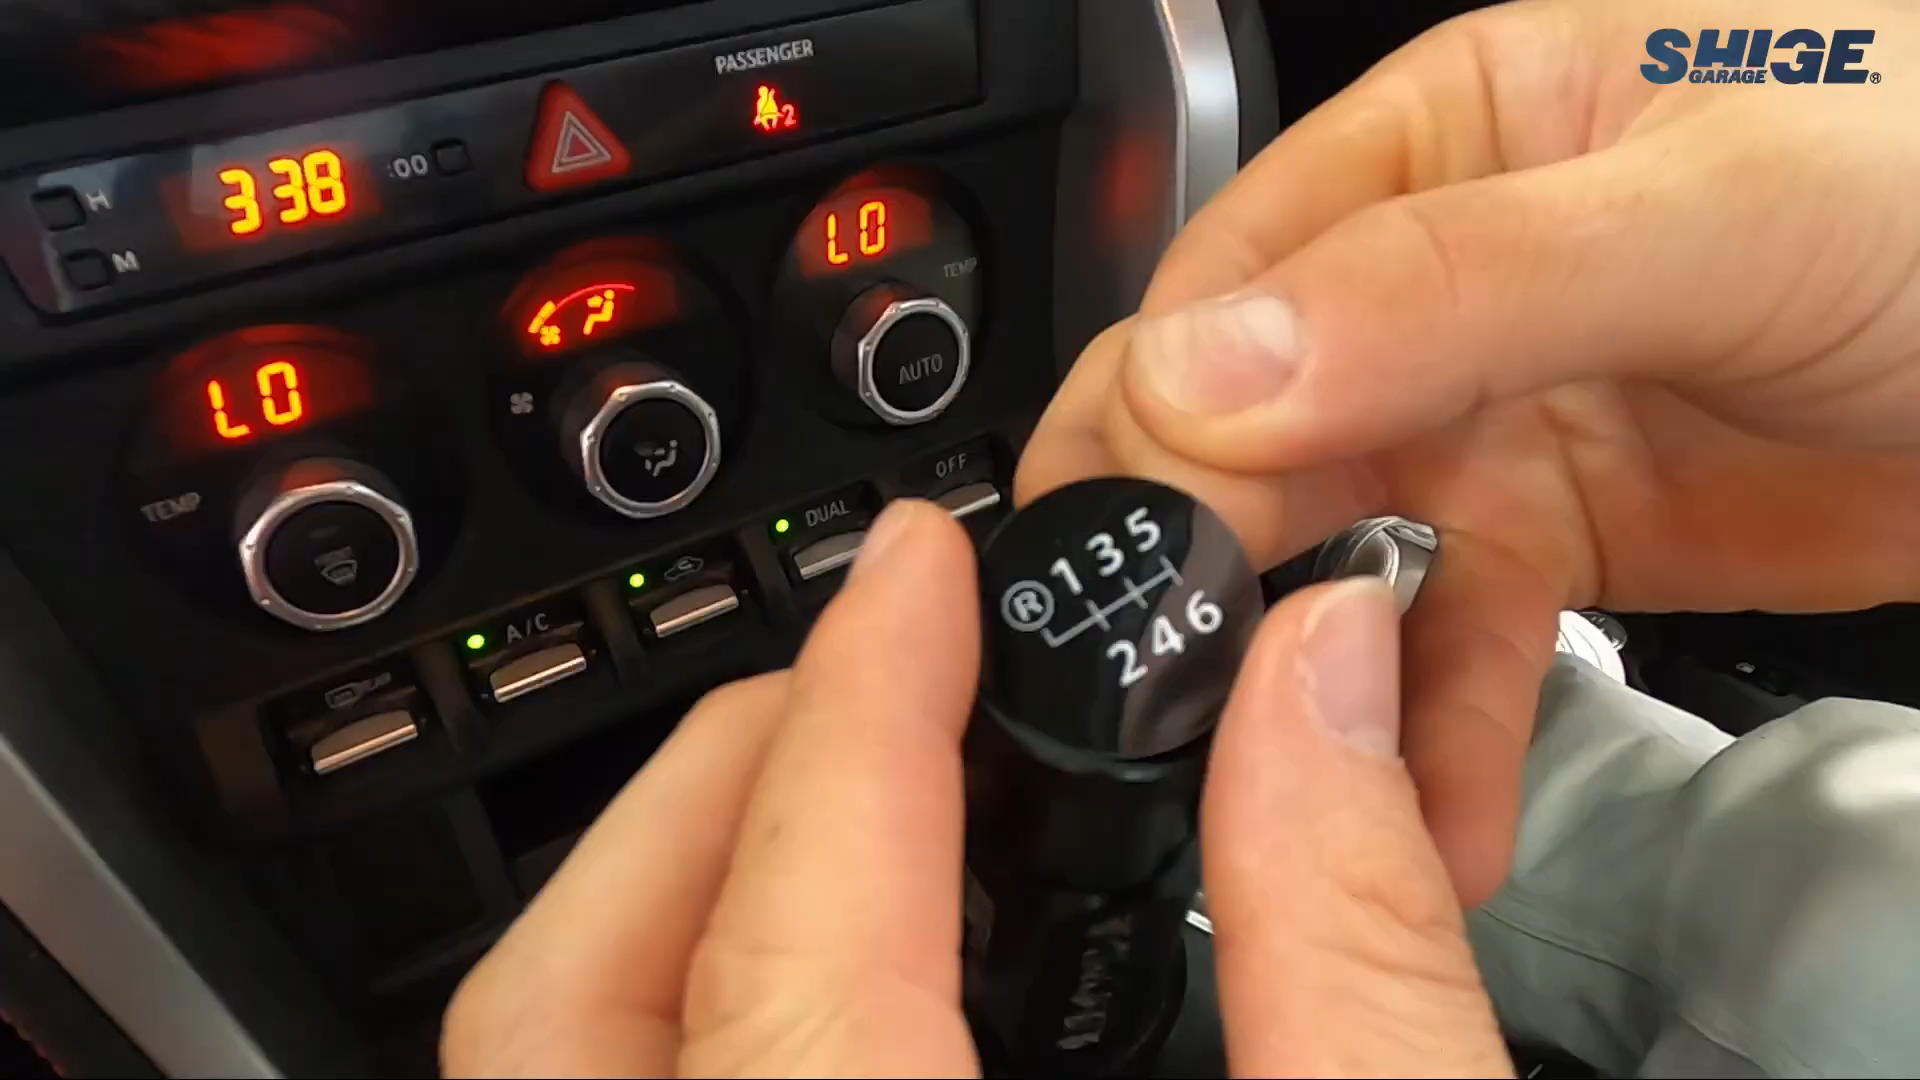 SHIGE
GARAGE®
PASSENGER
2
H
338
:00
M
LO
TEMP
LO
TEMP
AUTO
OFF
DUAL
A/C
R 1 3 5
2 4 6